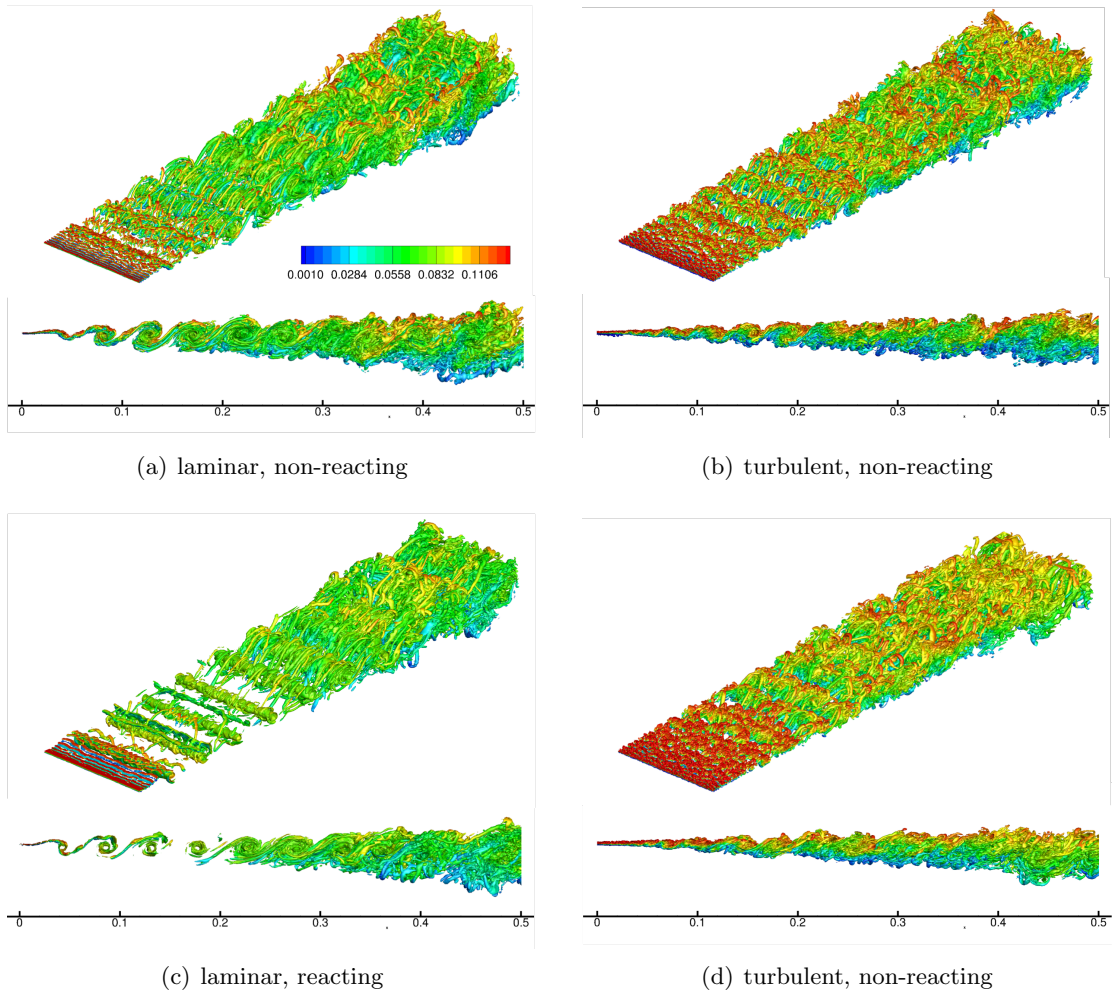 0.0010 0.0284 0.0558 0.0832 0.1106
0 0.1 0.2 0.3 0.4 0.5
0 0.1 0.2 0.3 0.4 0.5
(a) laminar, non-reacting
(b) turbulent, non-reacting
0 0.1 0.2 0.3 0.4 0.5
0 0.1 0.2 0.3 0.4 0.5
(c) laminar, reacting
(d) turbulent, non-reacting